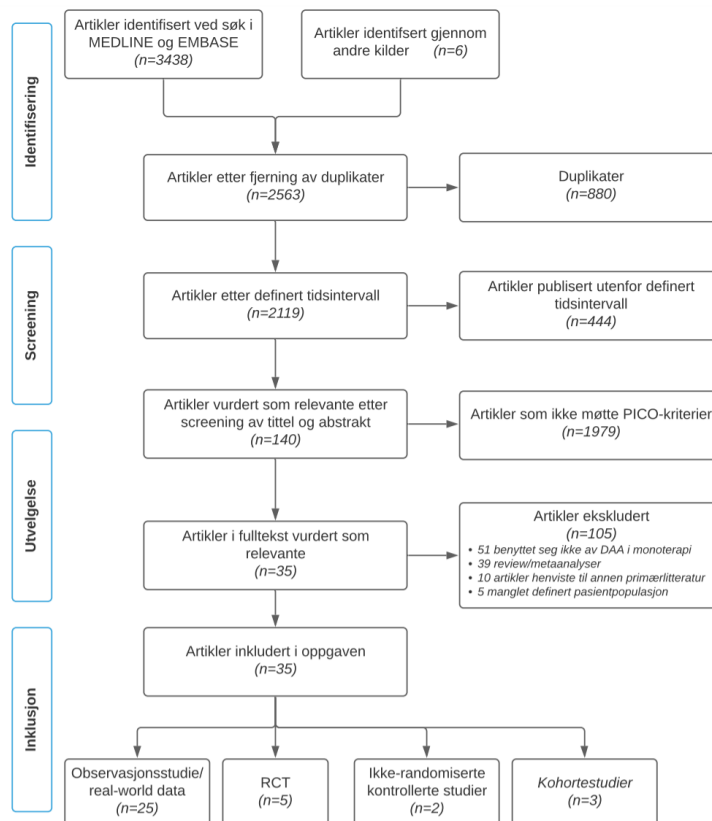 Identifisering
Artikler identifisert ved søk i
MEDLINE og EMBASE
(n=3438)
Artikler identifsert gjennom
andre kilder (n=6)
Artikler etter fjerning av duplikater
(n=2563)
Duplikater
(n=880)
Screening
Artikler etter definert tidsintervall
(n=2119)
Artikler publisert utenfor definert
tidsintervall
(n=444)
Artikler vurdert som relevante etter
screening av tittel og abstrakt
(n=140)
Artikler som ikke møtte PICO-kriterier
(n=1979)
Utvelgelse
Artikler i fulltekst vurdert som
relevante
(n=35)
Artikler ekskludert
(n=105)
• 51 benyttet seg ikke av DAA i monoterapi
• 39 review/metaanalyser
• 10 artikler henviste til annen primærlitteratur
• 5 manglet definert pasientpopulasjon
Inklusjon
Artikler inkludert i oppgaven
(n=35)
Observasjonsstudie/
real-world data
(n=25)
RCT
(n=5)
Ikke-randomiserte
kontrollerte studier
(n=2)
Kohortestudier
(n=3)